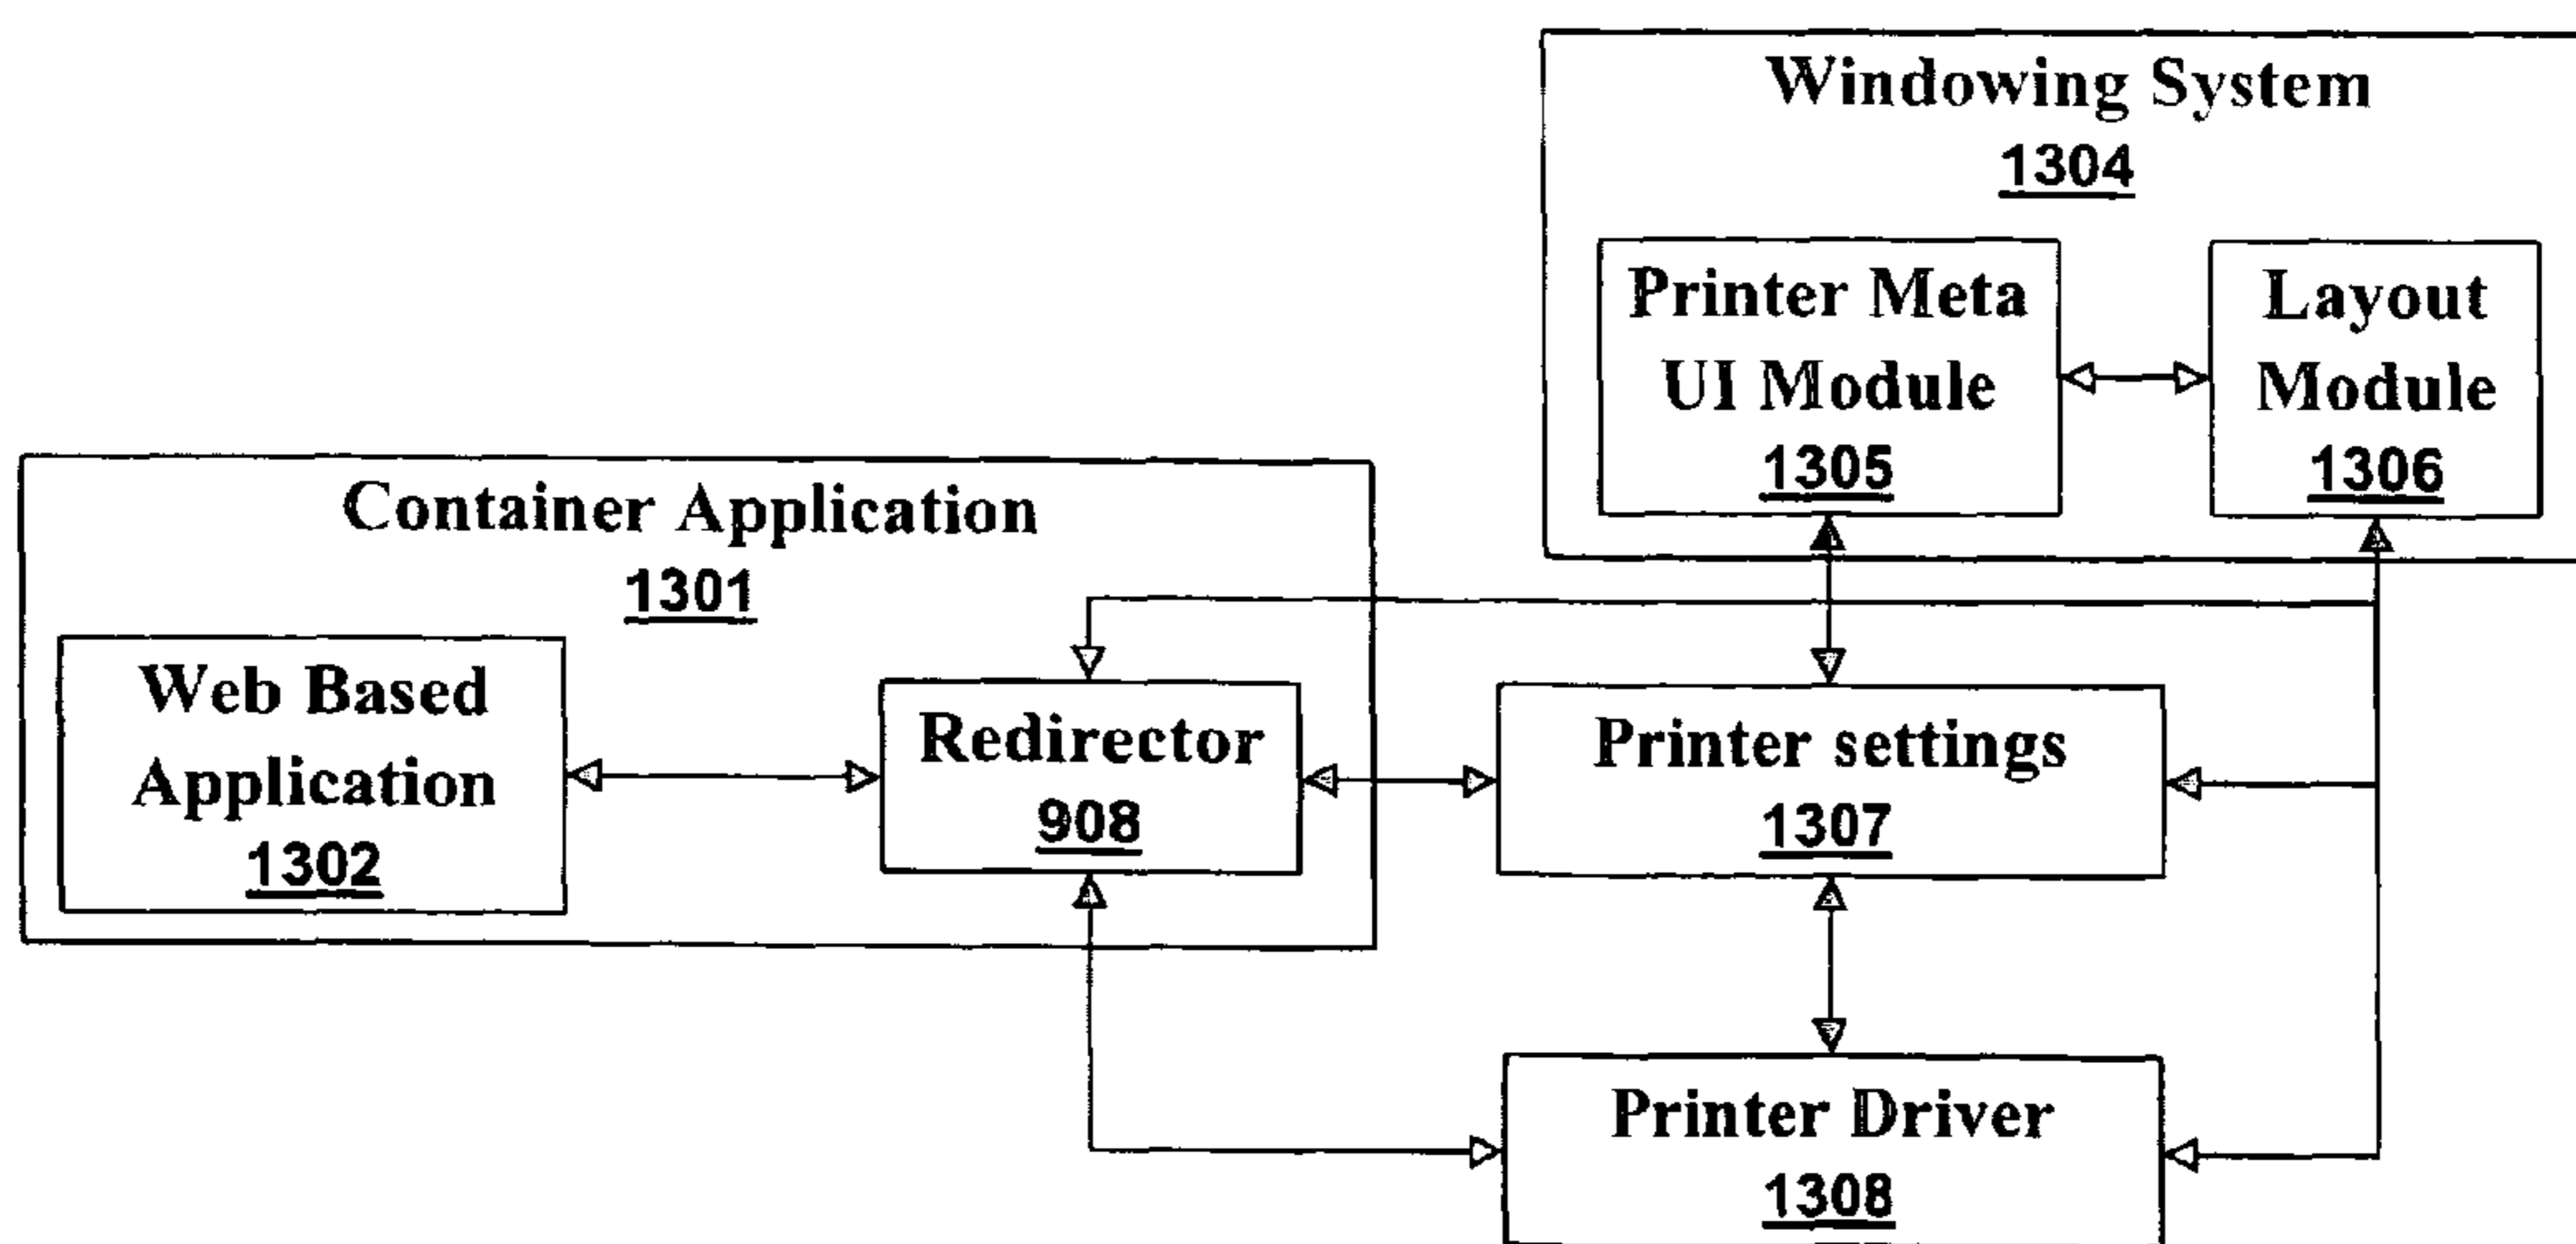 Windowing System
1304
Printer Meta
UI Module
1305
Layout
Module
1306
Container Application
1301
Web Based
Application
1302
Redirector
908
Printer settings
1307
Printer Driver
1308